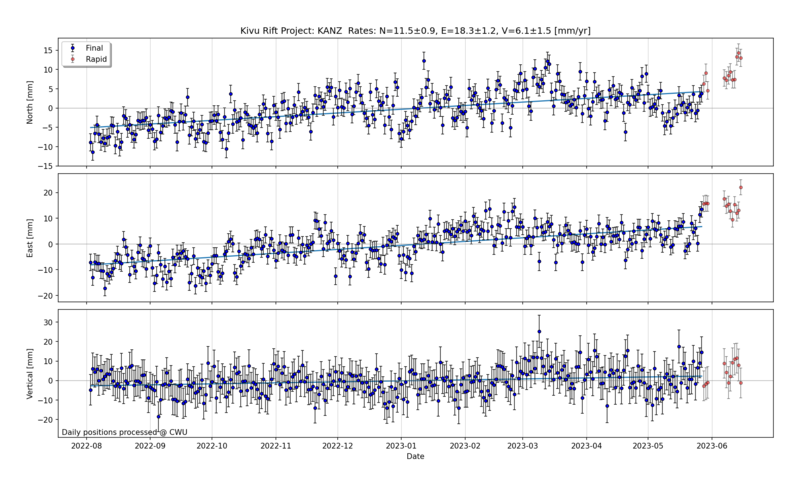 Kivu Rift Project: KANZ Rates: N=11.5±0.9, E=18.3±1.2, V=6.1±1.5 [mm/yr]
Final
Rapid
North [mm]
15
10
5
0
−5
−10
−15
East [mm]
20
10
0
−10
−20
Vertical [mm]
30
20
10
0
−10
−20
Daily positions processed @ CWU
2022-08 2022-09 2022-10 2022-11 2022-12 2023-01 2023-02 2023-03 2023-04 2023-05 2023-06
Date